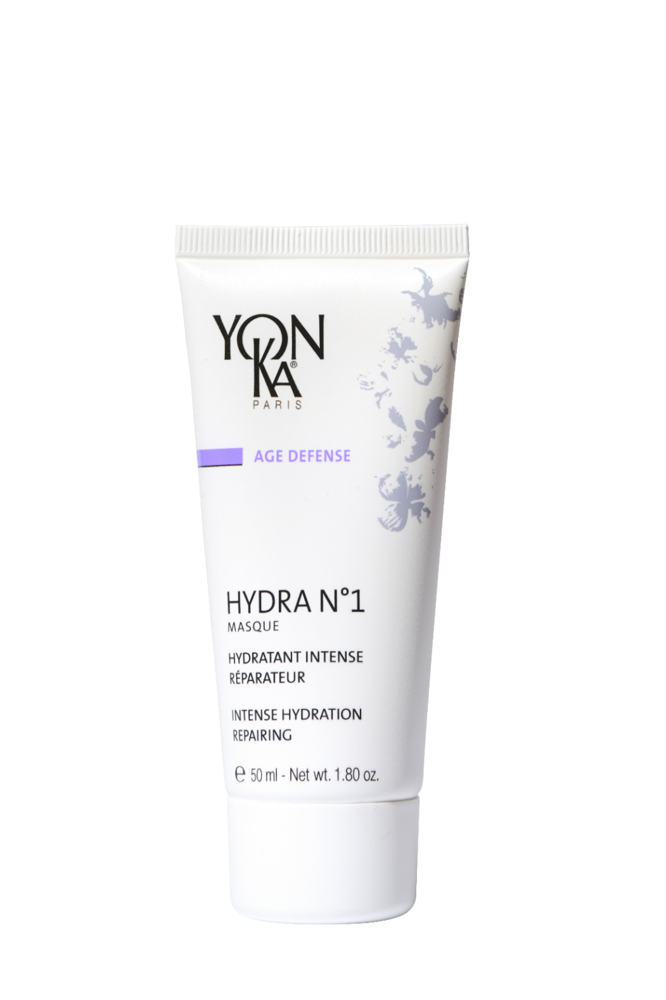 YON
KA®
PARIS
AGE DEFENSE
HYDRA N°1
MASQUE
HYDRATANT INTENSE
RÉPARATEUR
INTENSE HYDRATION
REPAIRING
℮ 50 ml - Net wt. 1.80 oz.